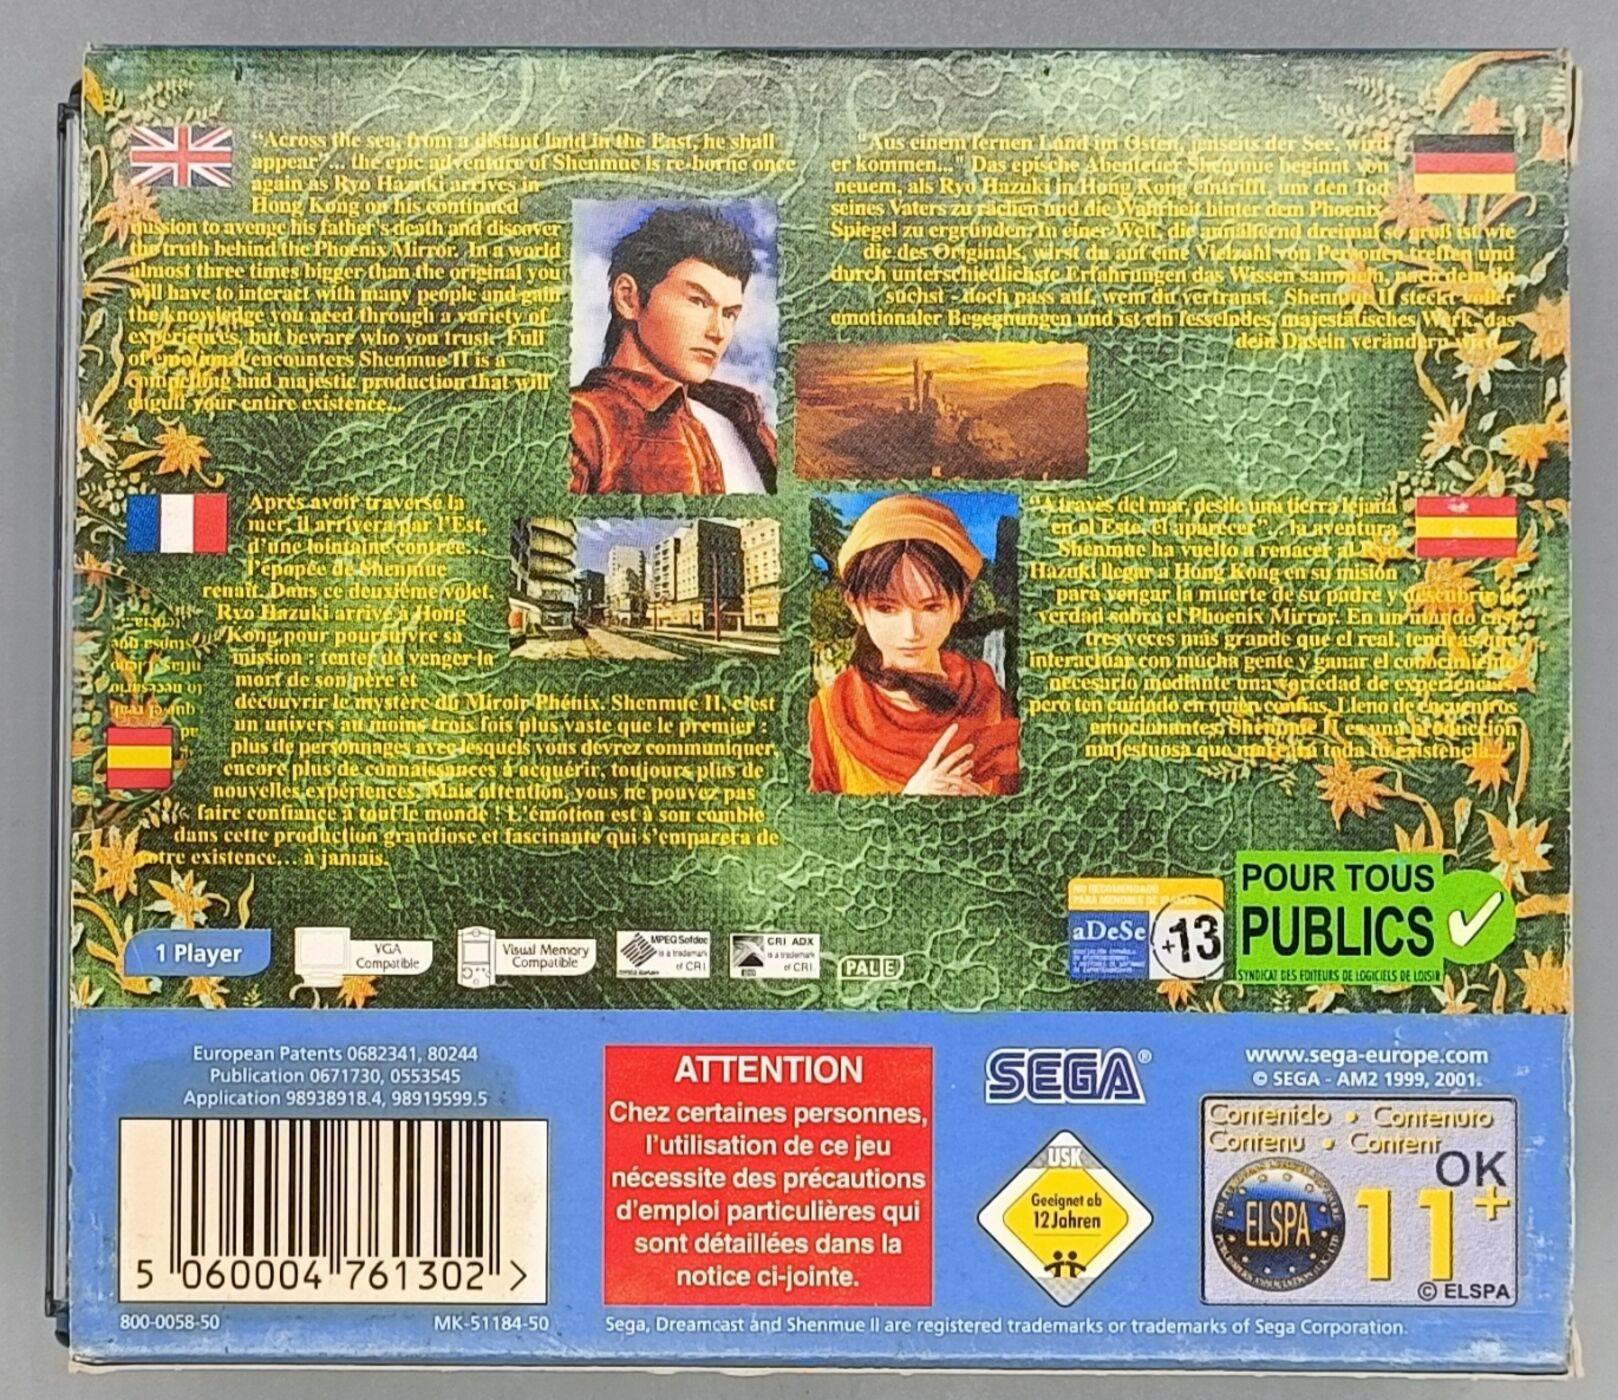 "Across the sea, from a distant land in the East, he shall
appear"... the epic adventure of Shenmue is re-borne once
again as Ryo Hazuki arrives in
Hong Kong on his continued
mission to avenge his father's death and discover
the truth behind the Phoenix Mirror. In a world
almost three times bigger than the original you
will have to interact with many people and gain
the knowledge you need through a variety of
experiences, but beware who you trust. Full
of emotional encounters Shenmue II is a
compelling and majestic production that will
engulf your entire existence...
"Aus einem fernen Land im Osten, jenseits der See, wird
er kommen..." Das epische Abenteuer Shenmue beginnt von
neuem, als Ryo Hazuki in Hong Kong eintrifft, um den Tod
seines Vaters zu rächen und die Wahrheit hinter dem Phoenix
Spiegel zu ergründen. In einer Welt, die annähernd dreimal so groß ist wie
die des Originals, wirst du auf eine Vielzahl von Personen treffen und
durch unterschiedlichste Erfahrungen das Wissen sammeln, nach dem du
suchst - doch pass auf, wem du vertraust. Shenmue II steckt voller
emotionaler Begegnungen und ist ein fesselndes, majestätisches Werk, das
dein Dasein verändern wird.
Après avoir traversé la
mer, il arrivera par l'Est,
d'une lointaine contrée...
l'épopée de Shenmue
renaît. Dans ce deuxième volet,
Ryo Hazuki arrive à Hong
Kong pour poursuivre sa
mission : tenter de venger la
mort de son père et
découvrir le mystère du Miroir Phénix. Shenmue II, c'est
un univers au moins trois fois plus vaste que le premier :
plus de personnages avec lesquels vous devrez communiquer,
encore plus de connaissances à acquérir, toujours plus de
nouvelles expériences. Mais attention, vous ne pouvez pas
faire confiance à tout le monde ! L'émotion est à son comble
dans cette production grandiose et fascinante qui s'emparera de
votre existence... à jamais.
"A través del mar, desde una tierra lejana
en el Este, él aparecer"... la aventura
Shenmue ha vuelto a renacer al Ryo
Hazuki llegar a Hong Kong en su misión
para vengar la muerte de su padre y descubrir la
verdad sobre el Phoenix Mirror. En un mundo casi
tres veces más grande que el real, tendrás que
interactuar con mucha gente y ganar el conocimiento
necesario mediante una variedad de experiencias,
pero ten cuidado en quien confías. Lleno de encuentros
emocionantes, Shenmue II es una producción
majestuosa que marcará toda tu existencia...
1 Player
VGA
Compatible
Visual Memory
Compatible
MPEG Sofdec
is a trademark
of CRI
CRI ADX
is a trademark
of CRI
PAL E
NO RECOMENDADO
PARA MENORES DE 13 AÑOS
aDeSe
+13
POUR TOUS
PUBLICS
SYNDICAT DES EDITEURS DE LOGICIELS DE LOISIR
European Patents 0682341, 80244
Publication 0671730, 0553545
Application 98938918.4, 98919599.5
5 060004 761302 >
800-0058-50
MK-51184-50
ATTENTION
Chez certaines personnes,
l'utilisation de ce jeu
nécessite des précautions
d'emploi particulières qui
sont détaillées dans la
notice ci-jointe.
SEGA®
www.sega-europe.com
© SEGA - AM2 1999, 2001.
USK
Geeignet ab
12 Jahren
Contenido • Contenuto
Contenu • Content
OK
ELSPA
11+
© ELSPA
Sega, Dreamcast and Shenmue II are registered trademarks or trademarks of Sega Corporation.